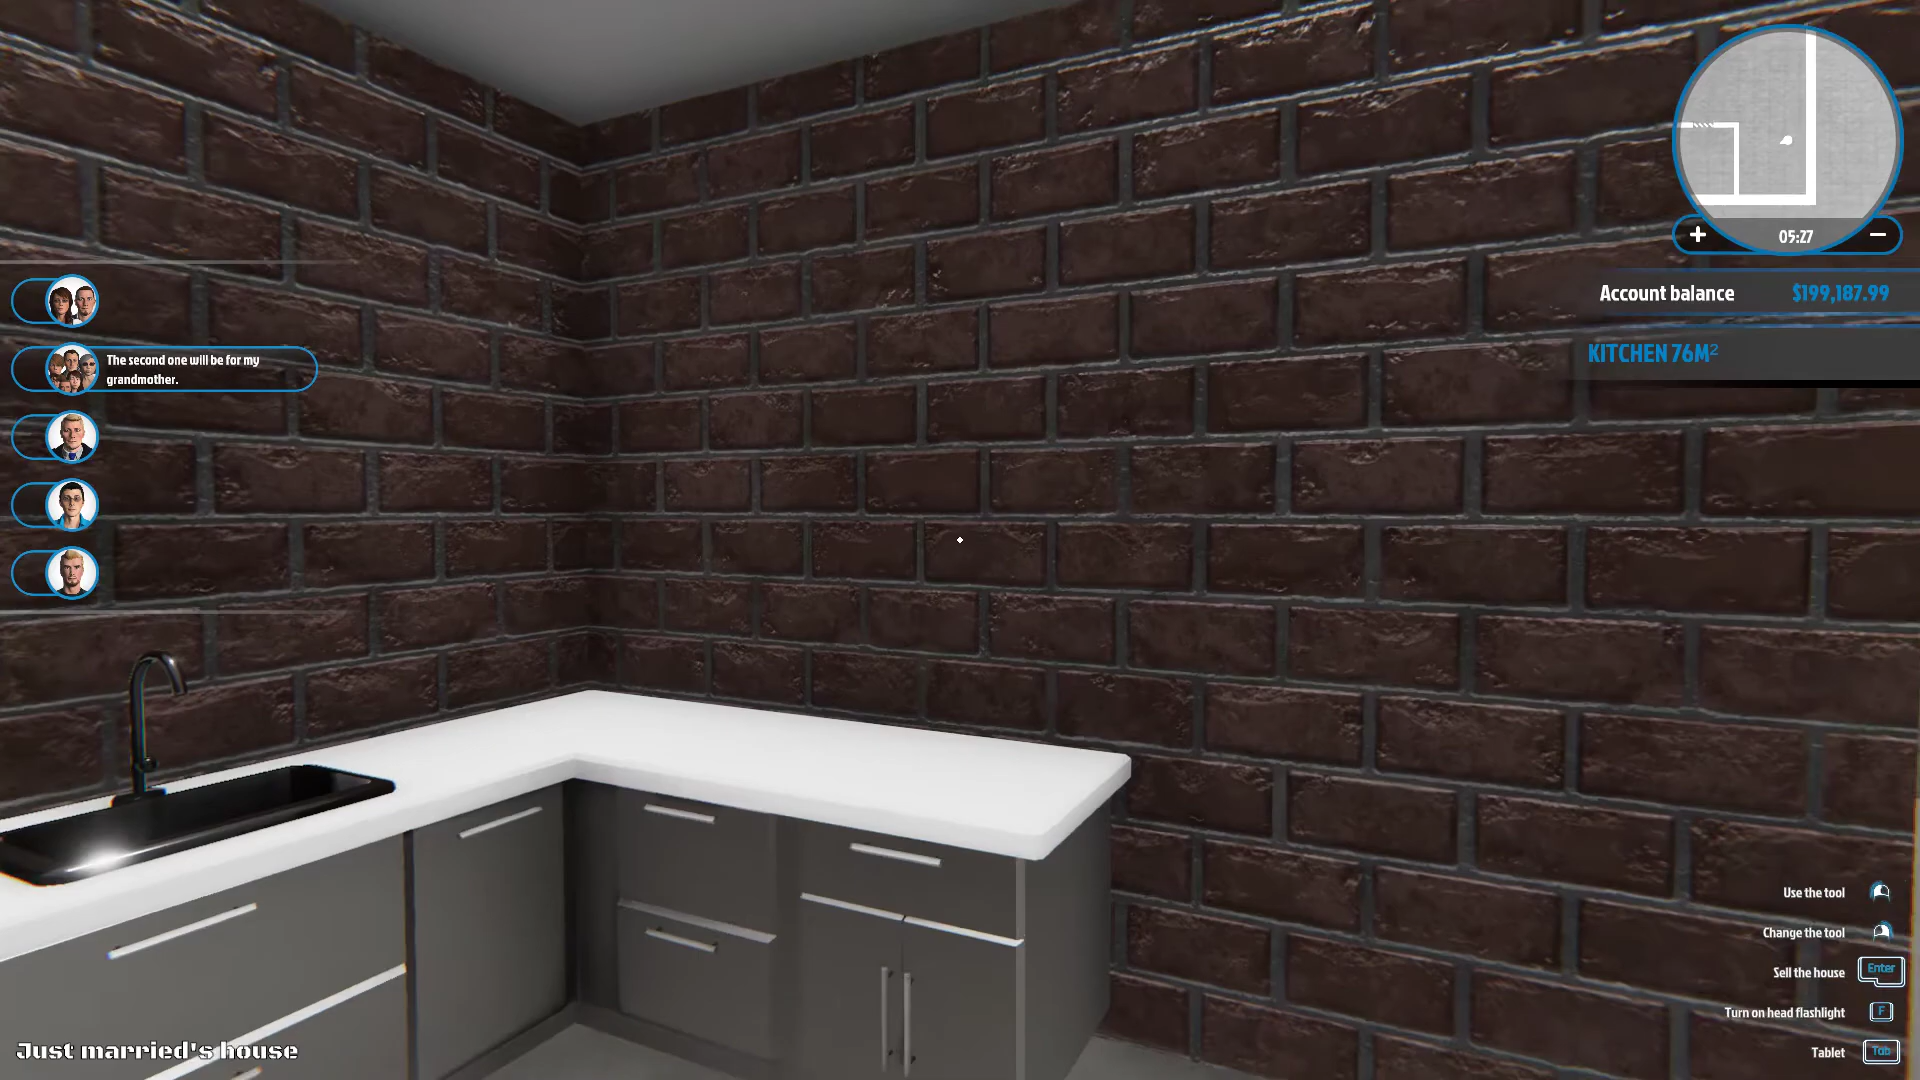 05:27
Account balance $199,187.99
KITCHEN 76M²
The second one will be for my
grandmother.
Use the tool
Change the tool
Sell the house Enter
Turn on head flashlight F
Tablet Tab
Just married's house